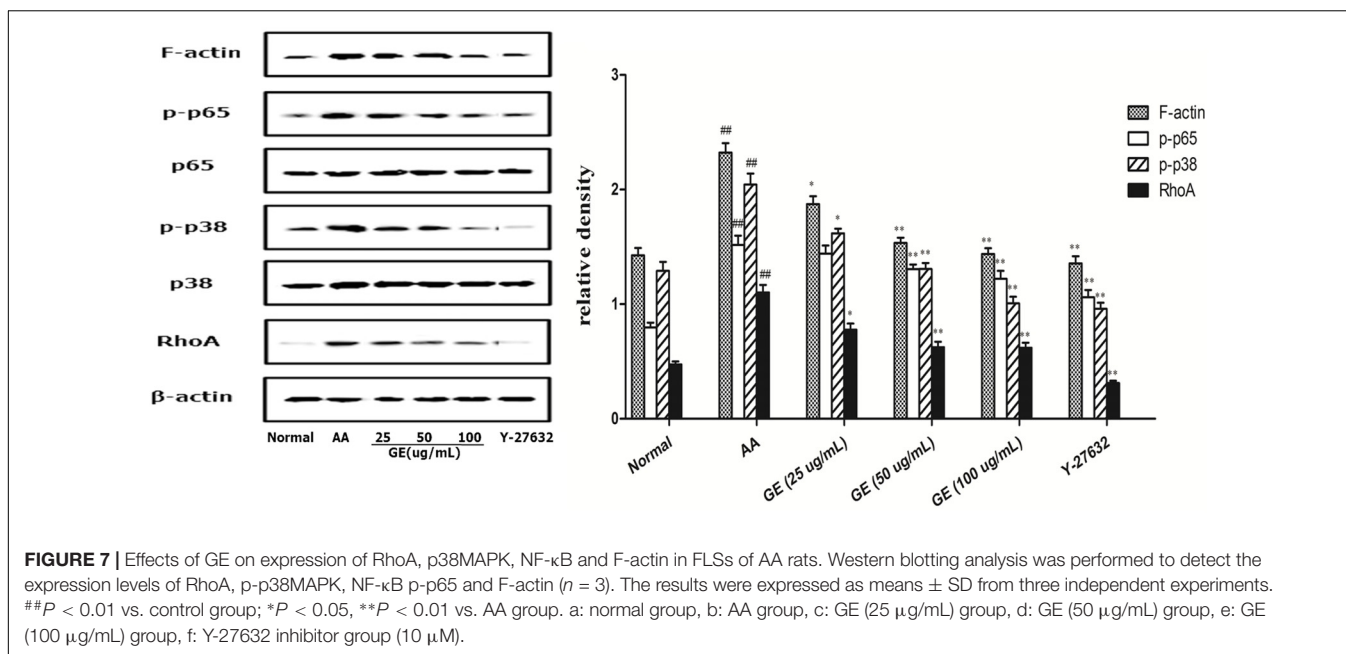 F-actin
p-p65
p65
p-p38
p38
RhoA
β-actin
Normal AA 25 50 100 Y-27632
GE(ug/mL)
relative density
3
2
1
0
## ## ## ##
* * *
** ** ** **
** ** ** **
** ** ** **
F-actin
p-p65
p-p38
RhoA
Normal
AA
GE (25 ug/mL)
GE (50 ug/mL)
GE (100 ug/mL)
Y-27632
FIGURE 7 | Effects of GE on expression of RhoA, p38MAPK, NF-κB and F-actin in FLSs of AA rats. Western blotting analysis was performed to detect the
expression levels of RhoA, p-p38MAPK, NF-κB p-p65 and F-actin (n = 3). The results were expressed as means ± SD from three independent experiments.
##P < 0.01 vs. control group; *P < 0.05, **P < 0.01 vs. AA group. a: normal group, b: AA group, c: GE (25 μg/mL) group, d: GE (50 μg/mL) group, e: GE
(100 μg/mL) group, f: Y-27632 inhibitor group (10 μM).